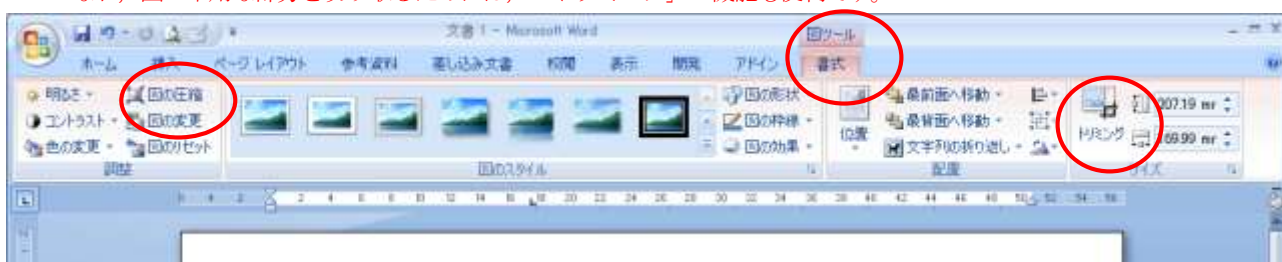 文書 1 - Microsoft Word
図ツール
ホーム 挿入 ページ レイアウト 参考資料 差し込み文書 校閲 表示 開発 アドイン 書式
明るさ 図の圧縮
コントラスト 図の変更
色の変更 図のリセット
調整
図のスタイル
図の形状
図の枠線
図の効果
位置
最前面へ移動
最背面へ移動
文字列の折り返し
配置
トリミング
207.19 mr
169.99 mr
サイズ